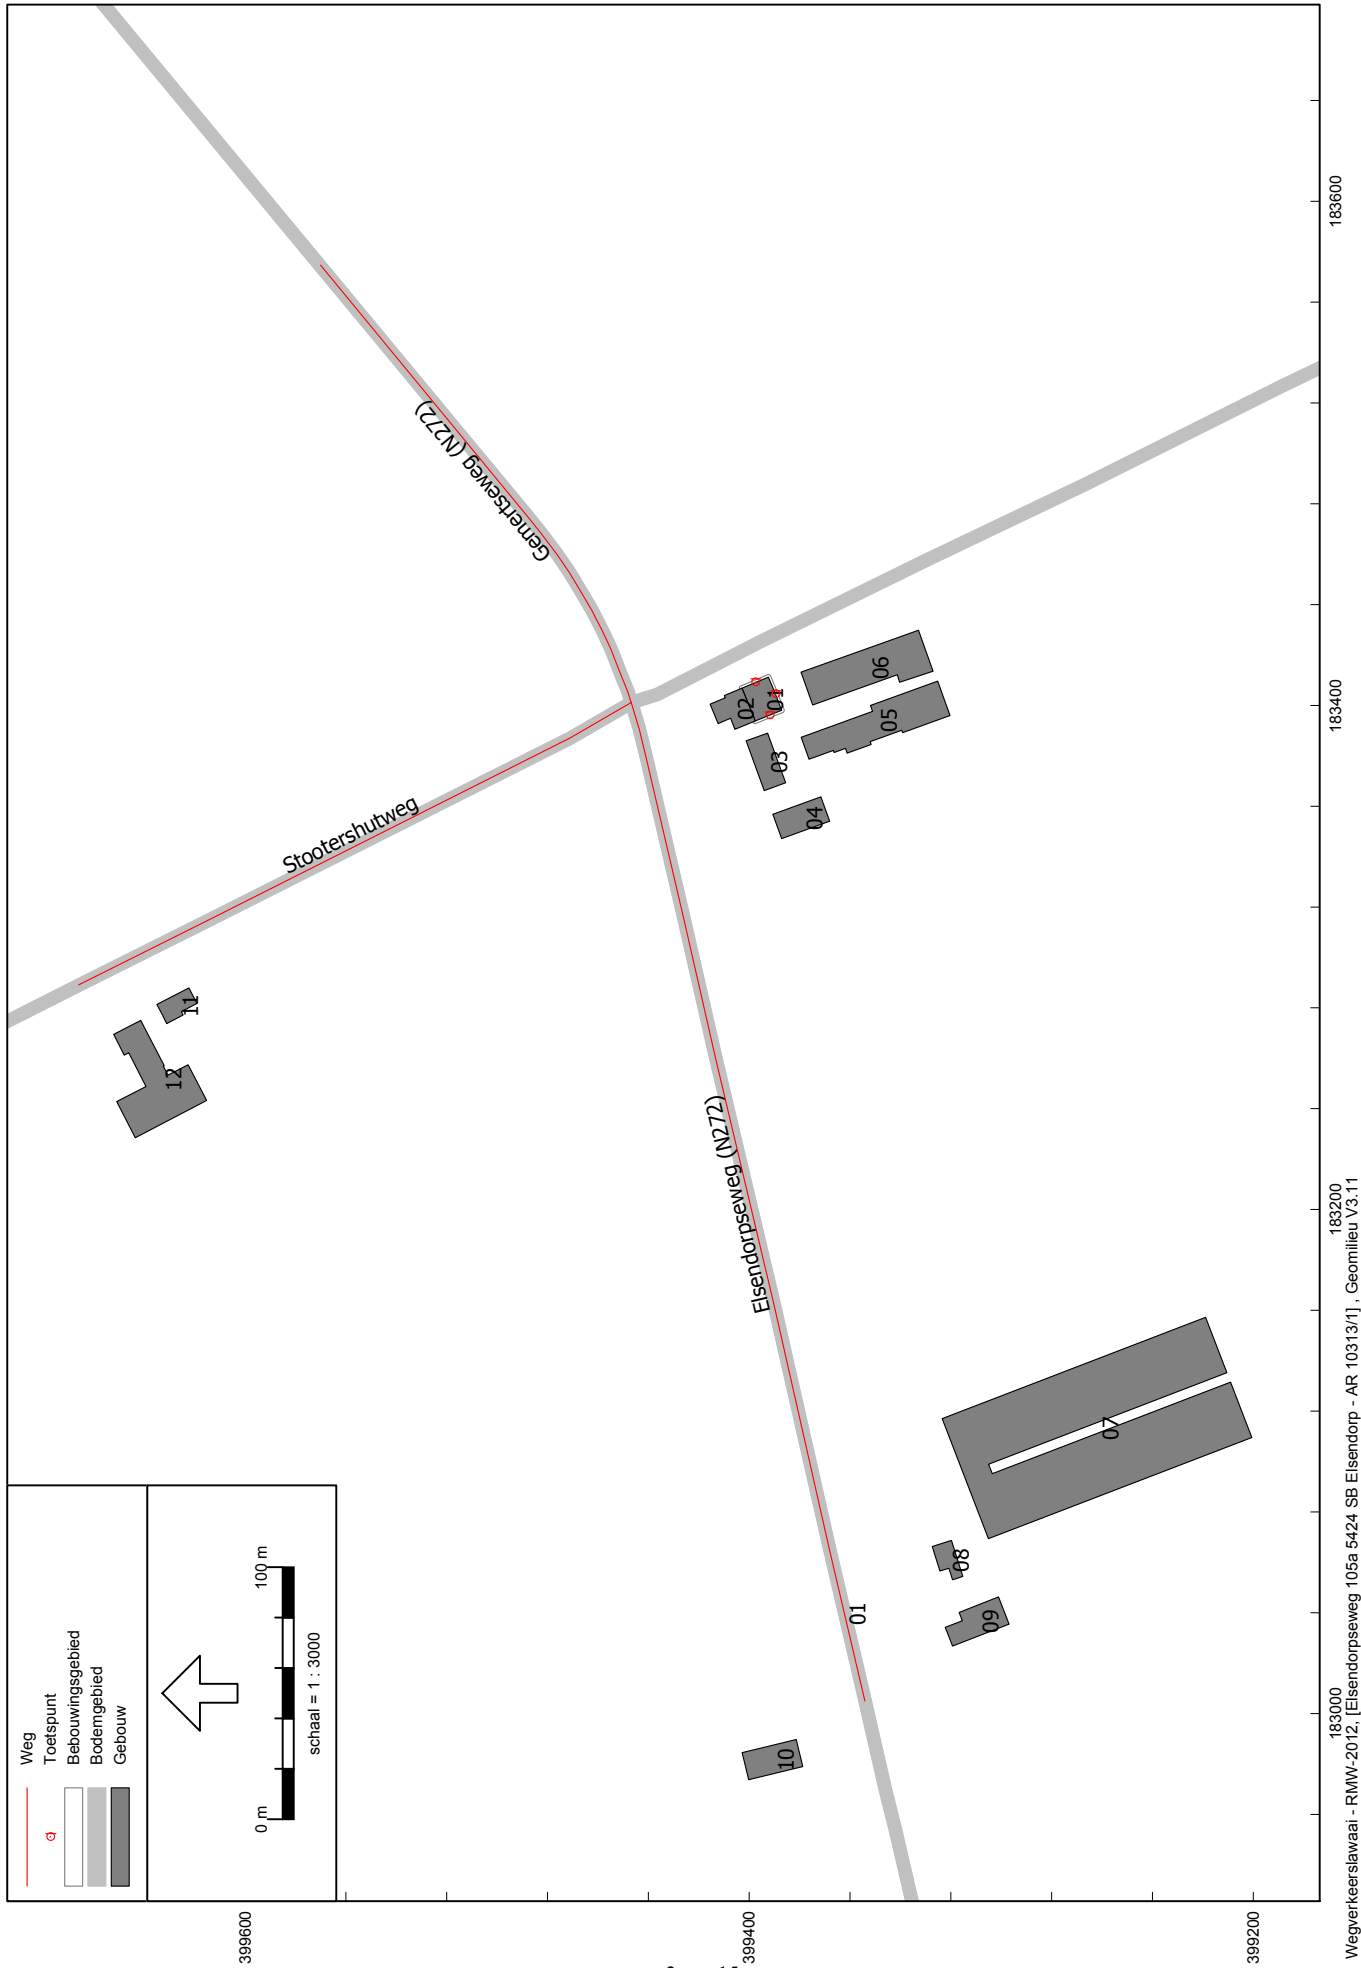 Weg
Toetspunt
Bebouwingsgebied
Bodemgebied
Gebouw
0 m
100 m
schaal = 1 : 3000
Stootershutweg
Gemertseweg (N272)
Elsendorpseweg (N272)
01
01
02
03
04
05
06
07
08
09
10
11
12
399600
399400
399200
183000
183200
183400
183600
Wegverkeerslawaai - RMW-2012, [Elsendorpseweg 105a 5424 SB Elsendorp - AR 10313/1] , Geomilieu V3.11